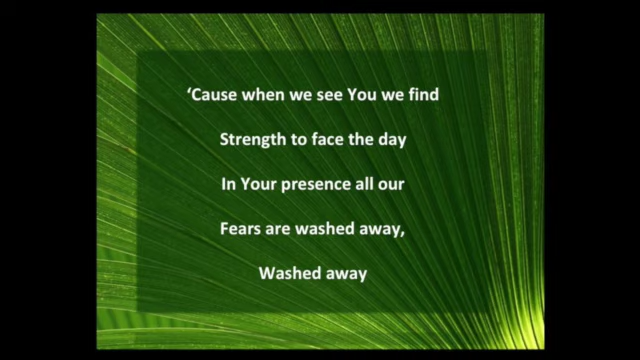 ‘Cause when we see You we find
Strength to face the day
In Your presence all our
Fears are washed away,
Washed away